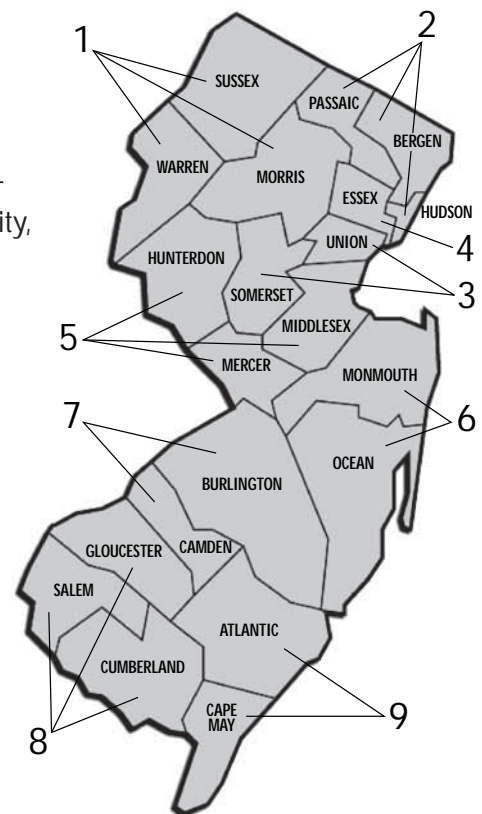 1
2
SUSSEX
PASSAIC
BERGEN
WARREN
MORRIS
ESSEX
HUDSON
ity,
UNION
4
HUNTERDON
SOMERSET
3
MIDDLESEX
5
MERCER
MONMOUTH
7
6
OCEAN
BURLINGTON
GLOUCESTER
CAMDEN
SALEM
ATLANTIC
CUMBERLAND
CAPE
MAY
9
8